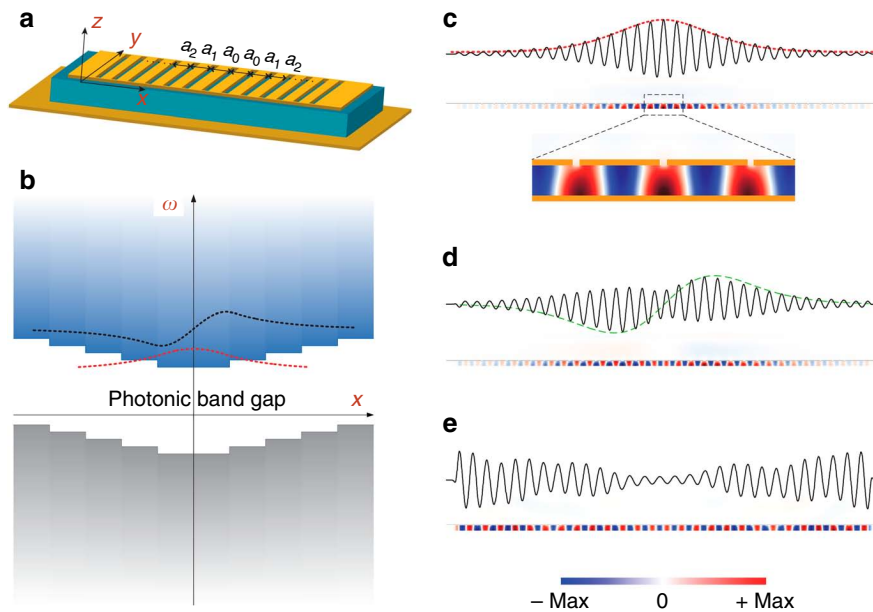 a
z
y
x
a2 a1 a0 a0 a1 a2
b
ω
Photonic band gap
x
c
d
e
– Max 0 + Max